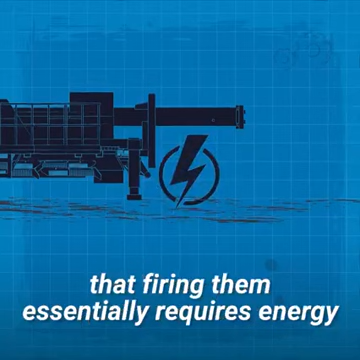 that firing them
essentially requires energy